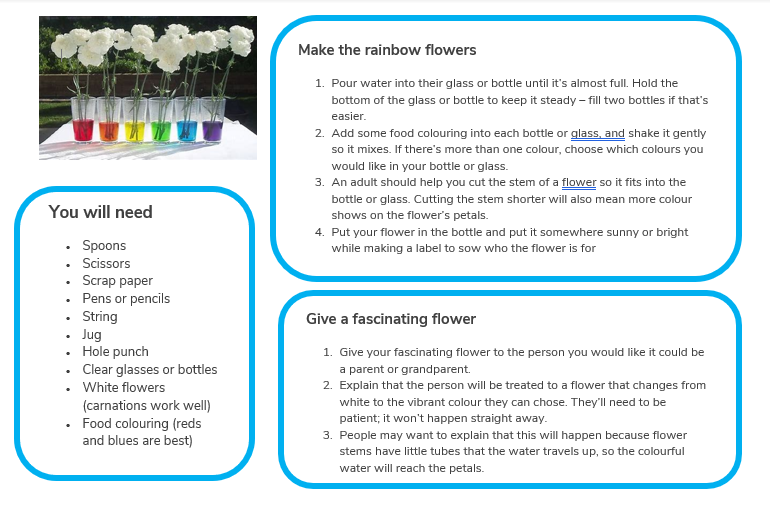 Make the rainbow flowers
1. Pour water into their glass or bottle until it's almost full. Hold the
bottom of the glass or bottle to keep it steady – fill two bottles if that's
easier.
2. Add some food colouring into each bottle or glass, and shake it gently
so it mixes. If there's more than one colour, choose which colours you
would like in your bottle or glass.
3. An adult should help you cut the stem of a flower so it fits into the
bottle or glass. Cutting the stem shorter will also mean more colour
shows on the flower's petals.
4. Put your flower in the bottle and put it somewhere sunny or bright
while making a label to sow who the flower is for
You will need
• Spoons
• Scissors
• Scrap paper
• Pens or pencils
• String
• Jug
• Hole punch
• Clear glasses or bottles
• White flowers
(carnations work well)
• Food colouring (reds
and blues are best)
Give a fascinating flower
1. Give your fascinating flower to the person you would like it could be
a parent or grandparent.
2. Explain that the person will be treated to a flower that changes from
white to the vibrant colour they can chose. They'll need to be
patient; it won't happen straight away.
3. People may want to explain that this will happen because flower
stems have little tubes that the water travels up, so the colourful
water will reach the petals.